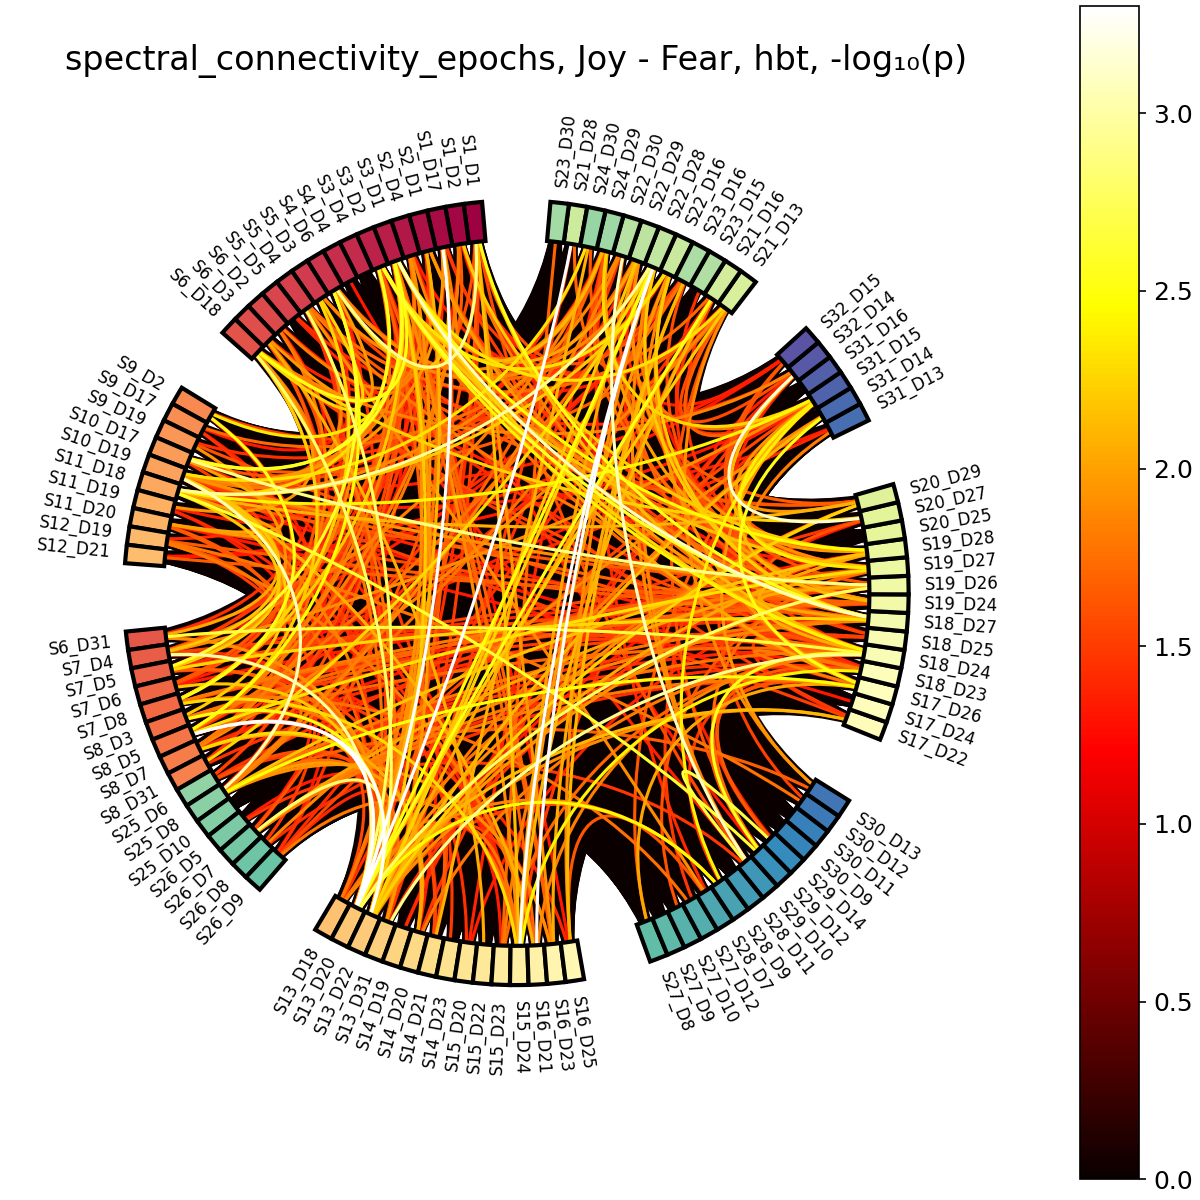 spectral_connectivity_epochs, Joy - Fear, hbt, -log₁₀(p)
S1_D1
S1_D2
S1_D17
S2_D1
S2_D4
S3_D1
S3_D2
S3_D4
S4_D4
S4_D6
S5_D3
S5_D4
S5_D5
S6_D2
S6_D3
S6_D18
S9_D2
S9_D17
S9_D19
S10_D17
S10_D19
S11_D18
S11_D19
S11_D20
S12_D19
S12_D21
S6_D31
S7_D4
S7_D5
S7_D6
S7_D8
S8_D3
S8_D5
S8_D7
S8_D31
S25_D6
S25_D8
S25_D10
S26_D5
S26_D7
S26_D8
S26_D9
S13_D18
S13_D20
S13_D22
S13_D31
S14_D19
S14_D20
S14_D21
S14_D23
S15_D20
S15_D22
S15_D23
S15_D24
S16_D21
S16_D23
S16_D25
S27_D8
S27_D9
S27_D10
S27_D12
S28_D7
S28_D9
S28_D11
S29_D10
S29_D12
S29_D14
S30_D9
S30_D11
S30_D12
S30_D13
S17_D22
S17_D24
S17_D26
S18_D23
S18_D24
S18_D25
S18_D27
S19_D24
S19_D26
S19_D27
S19_D28
S20_D25
S20_D27
S20_D29
S31_D13
S31_D14
S31_D15
S31_D16
S32_D14
S32_D15
S21_D13
S21_D16
S23_D15
S23_D16
S22_D16
S22_D28
S22_D29
S22_D30
S24_D29
S24_D30
S21_D28
S23_D30
3.0
2.5
2.0
1.5
1.0
0.5
0.0